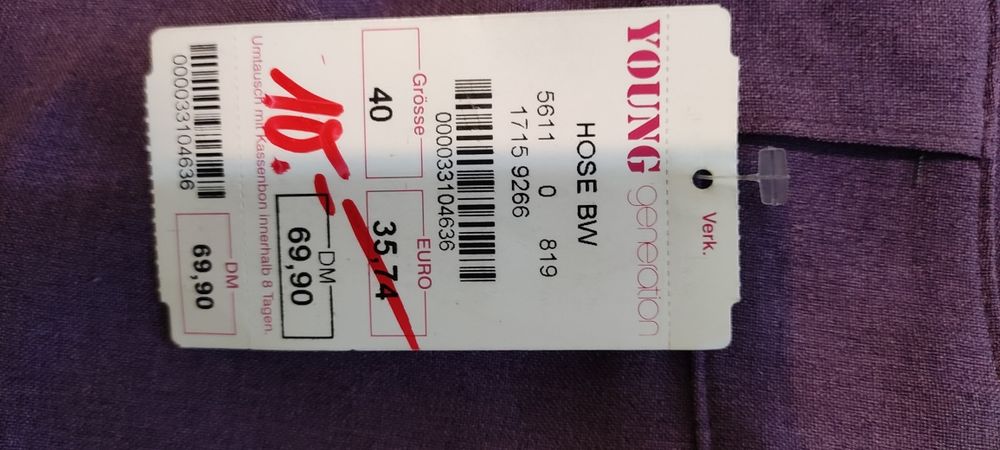 Verk.
YOUNG generation
HOSE BW
5611 0 819
1715 9266
000033104636
Grösse
40
EURO
35,74
10.-
DM
69,90
Umtausch mit Kassenbon innerhalb 8 Tagen.
000033104636
DM
69,90